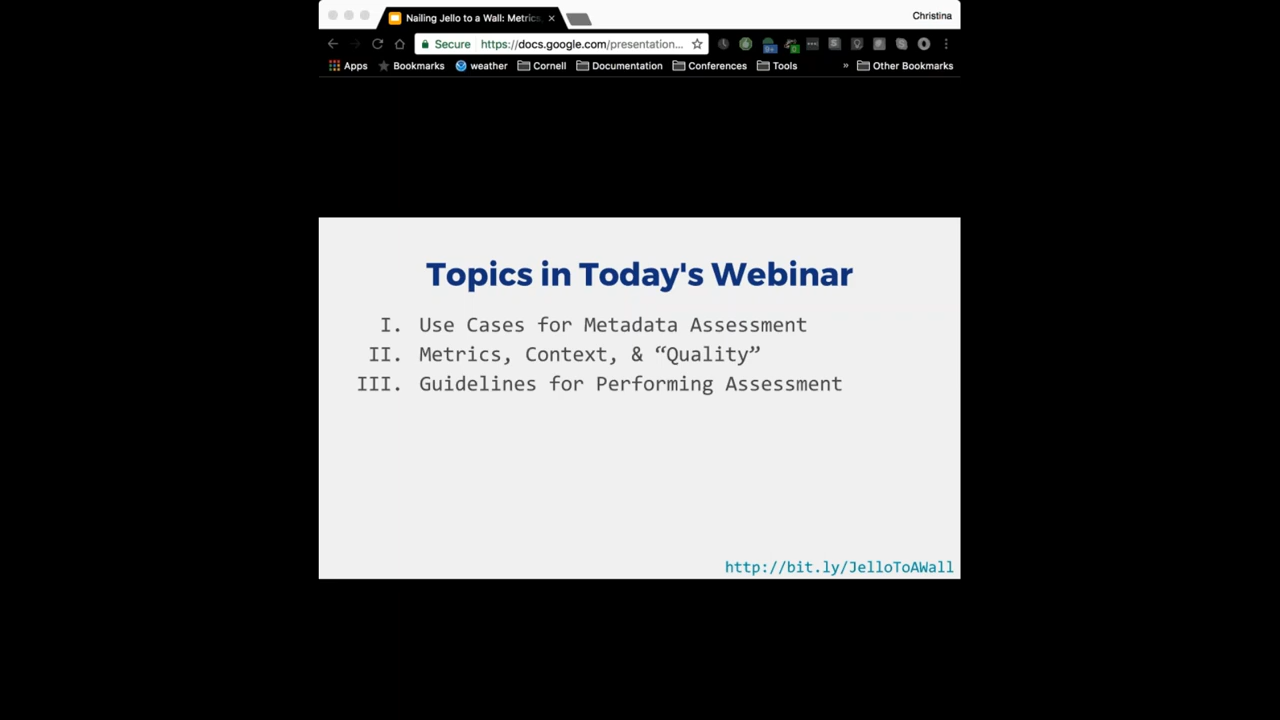 Nailing Jello to a Wall: Metrics,
Christina
Secure https://docs.google.com/presentation...
Apps Bookmarks weather Cornell Documentation Conferences Tools » Other Bookmarks
Topics in Today's Webinar
I. Use Cases for Metadata Assessment
II. Metrics, Context, & “Quality”
III. Guidelines for Performing Assessment
http://bit.ly/JelloToAWall